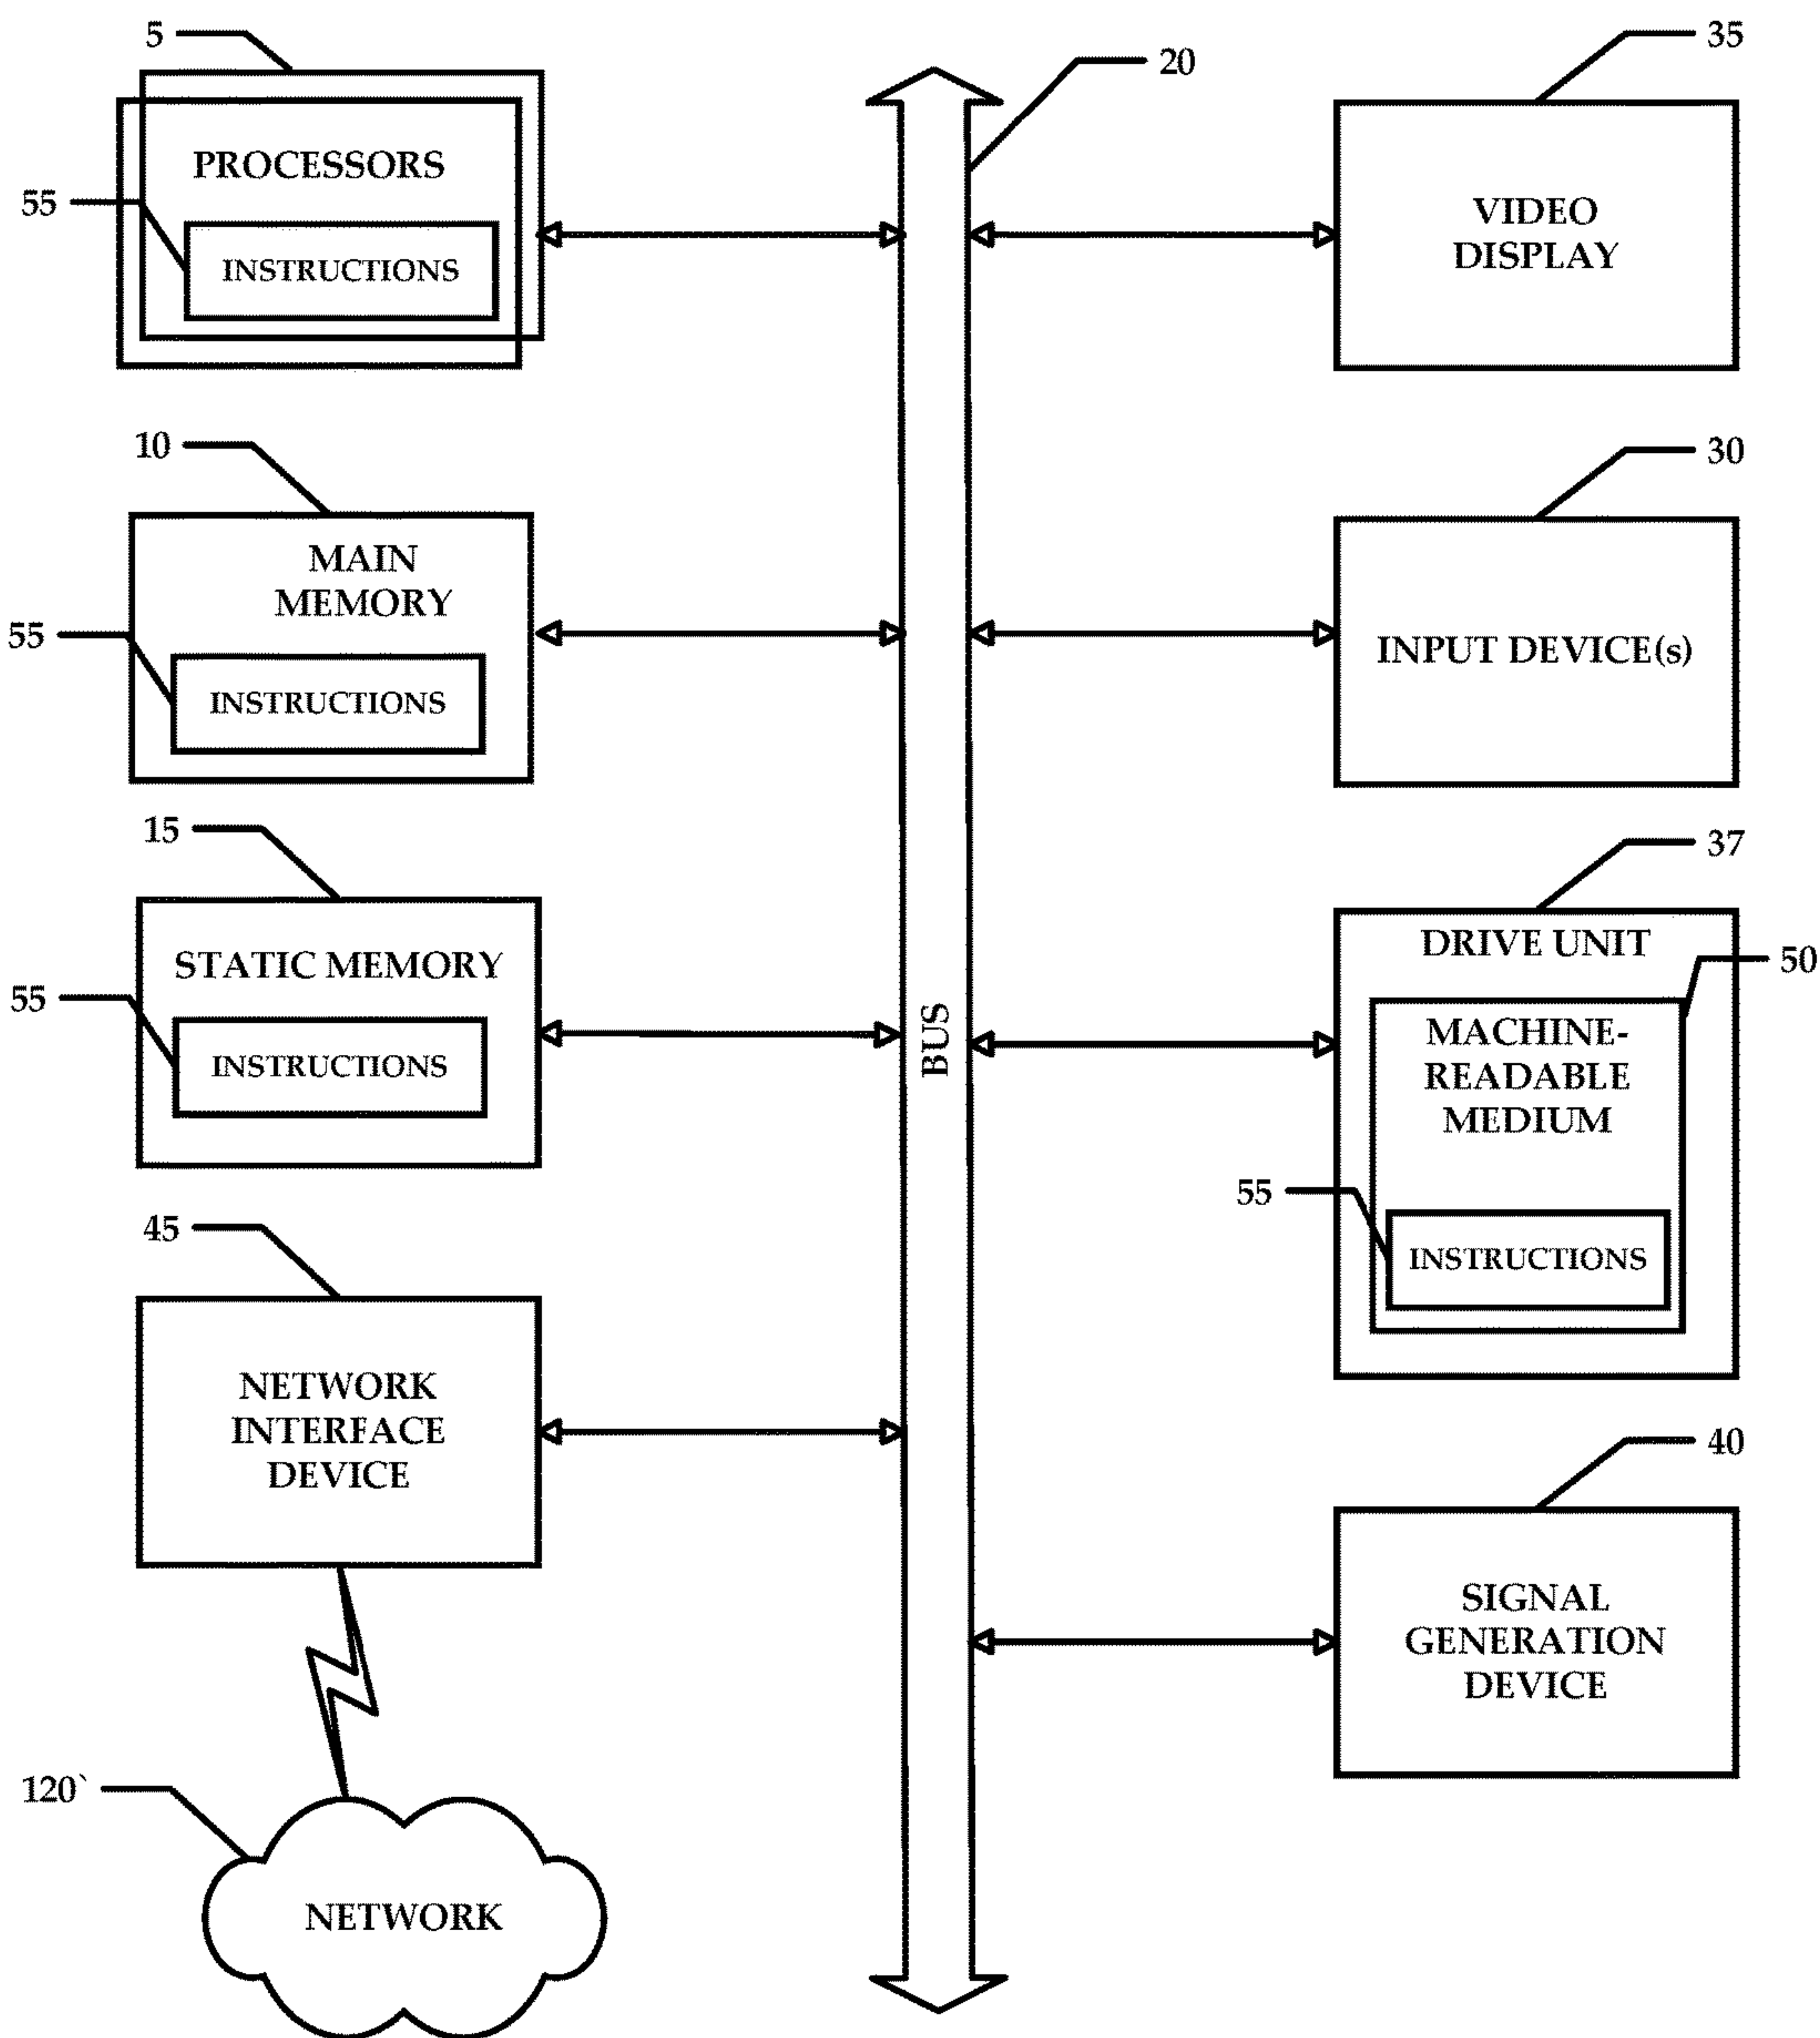 5
PROCESSORS
55
INSTRUCTIONS
10
MAIN
MEMORY
55
INSTRUCTIONS
15
STATIC MEMORY
55
INSTRUCTIONS
45
NETWORK
INTERFACE
DEVICE
120`
NETWORK
20
BUS
35
VIDEO
DISPLAY
30
INPUT DEVICE(s)
37
DRIVE UNIT
50
MACHINE-
READABLE
MEDIUM
55
INSTRUCTIONS
40
SIGNAL
GENERATION
DEVICE